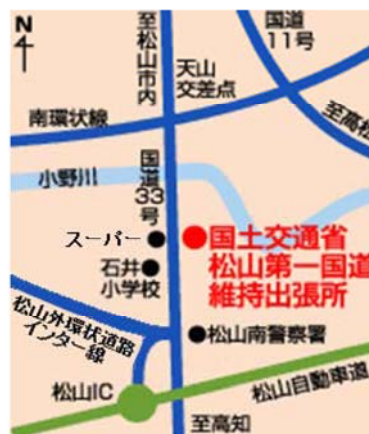 N
至松山市内
国道
11号
天山
交差点
至高松
南環状線
小野川
国道33号
スーパー
国土交通省
松山第一国道
維持出張所
石井
小学校
松山外環状道路
インター線
松山南警察署
松山IC
松山自動車道
至高知